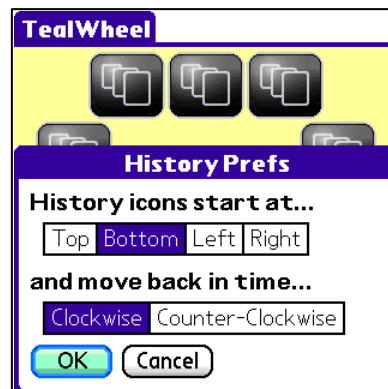 TealWheel
History Prefs
History icons start at...
Top Bottom Left Right
and move back in time...
Clockwise Counter-Clockwise
OK Cancel